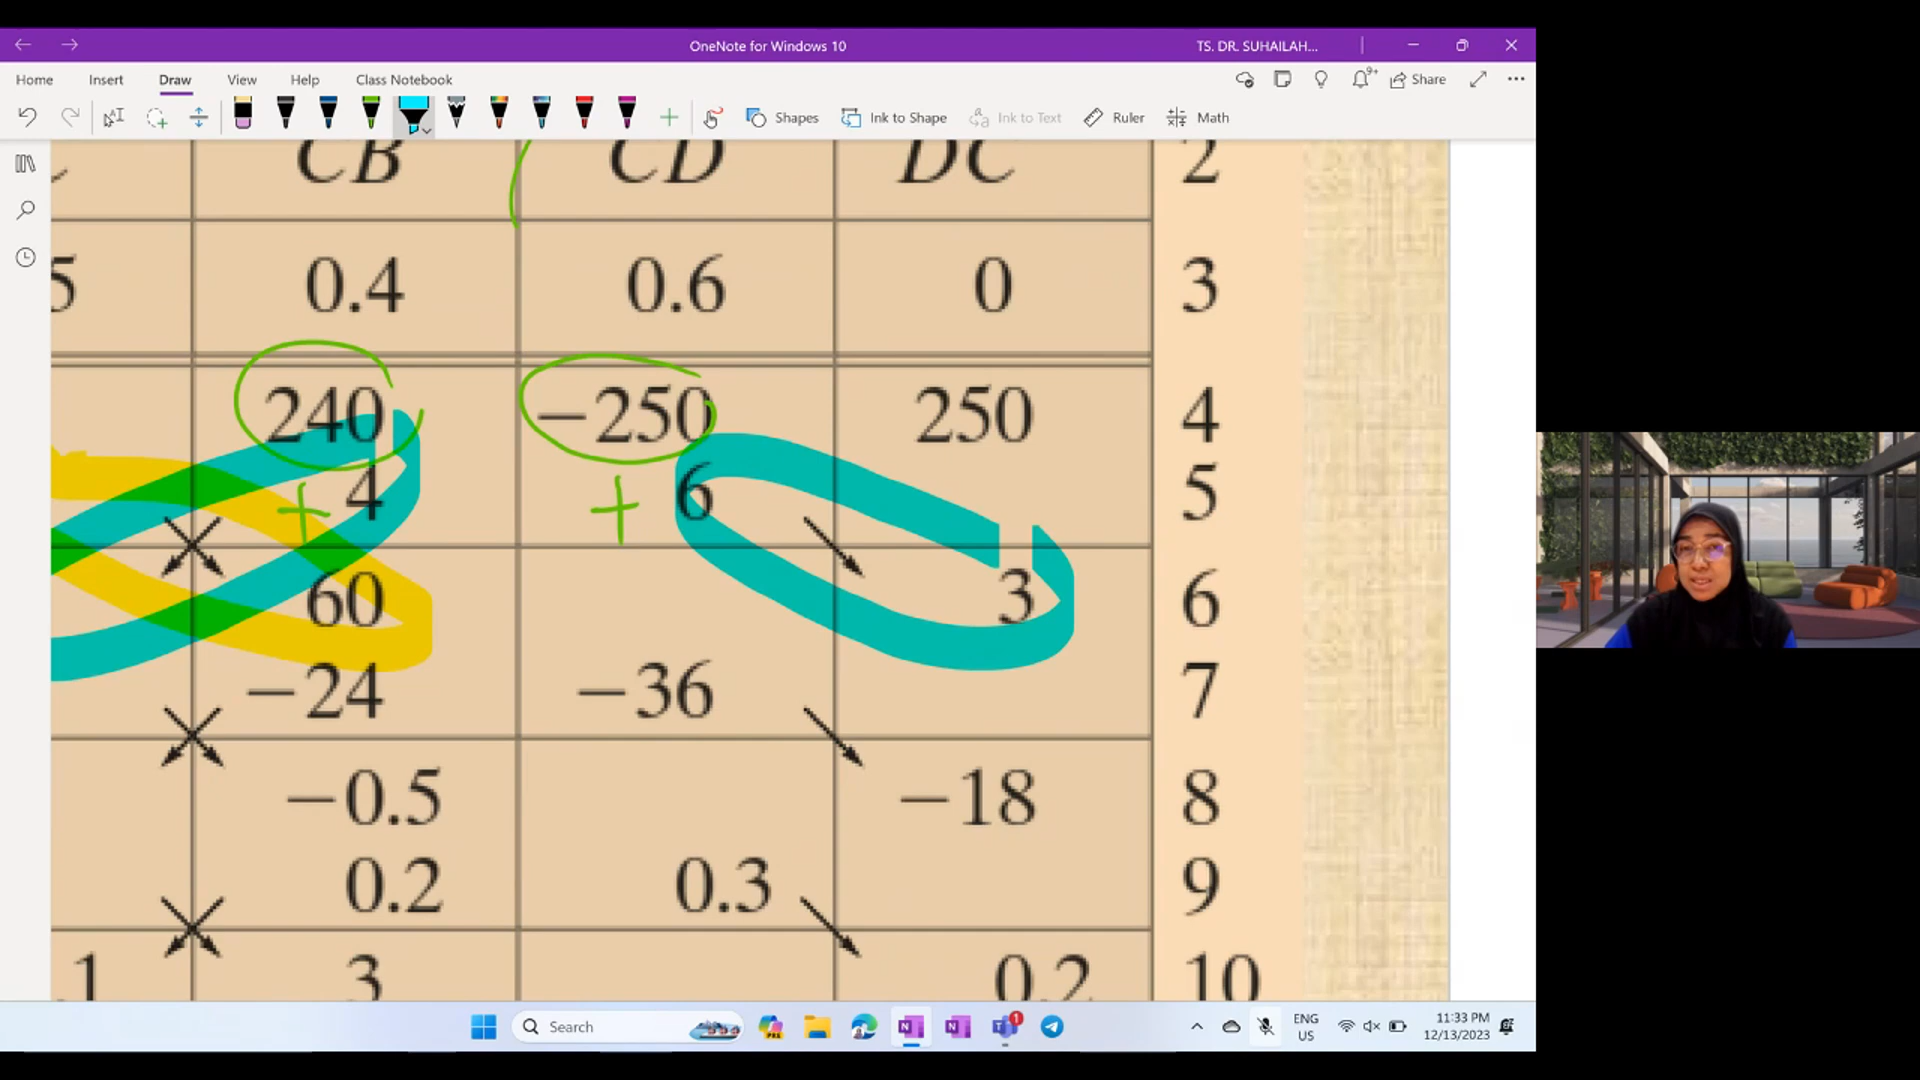 OneNote for Windows 10
TS. DR. SUHAILAH...
Home Insert Draw View Help Class Notebook
9+ Share
Shapes Ink to Shape Ink to Text Ruler Math
CB CD DC 2
5 0.4 0.6 0 3
240 −250 250 4
+ 4 + 6 5
60 3 6
−24 −36 7
−0.5 −18 8
0.2 0.3 9
.1 3 0.2 10
Search PRE 1 ENG 11:33 PM
US 12/13/2023